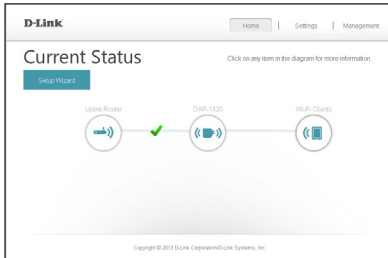 D-Link
Home | Settings | Management
Current Status
Click on any item in the diagram for more information.
Setup Wizard
Uplink Router
DAP-1320
Wi-Fi Clients
Copyright © 2013 D-Link Corporation/D-Link Systems, Inc.